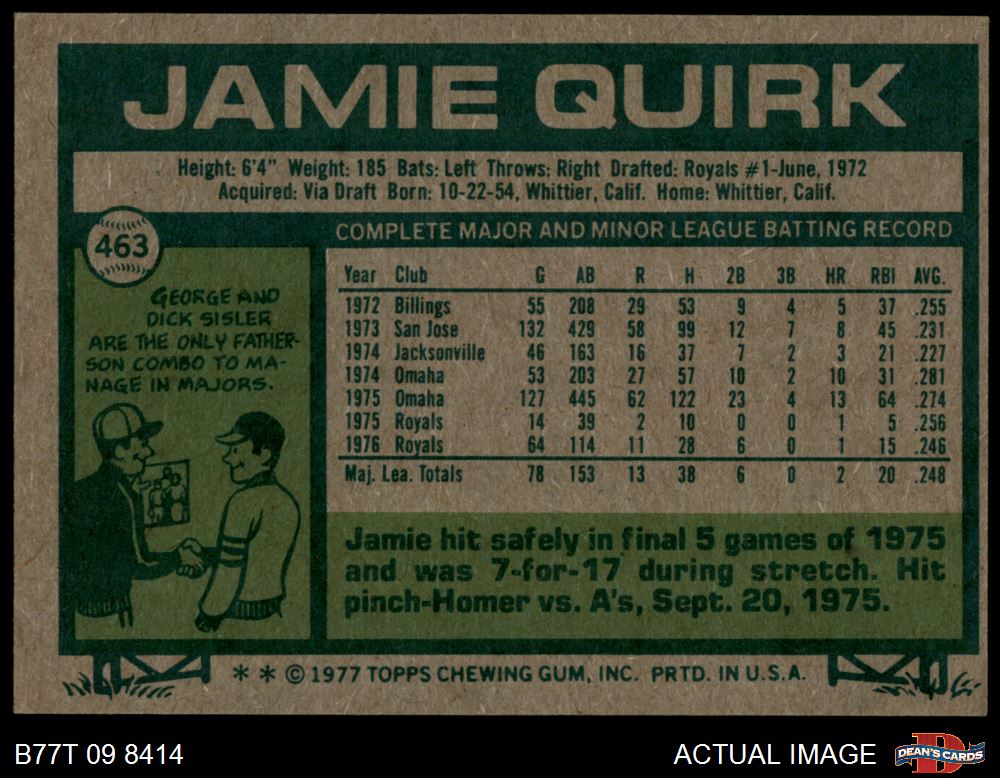 JAMIE QUIRK
Height: 6'4" Weight: 185 Bats: Left Throws: Right Drafted: Royals #1-June, 1972
Acquired: Via Draft Born: 10-22-54, Whittier, Calif. Home: Whittier, Calif.
463
COMPLETE MAJOR AND MINOR LEAGUE BATTING RECORD
GEORGE AND
DICK SISLER
ARE THE ONLY FATHER-
SON COMBO TO MA-
NAGE IN MAJORS.
Year Club G AB R H 2B 3B HR RBI AVG.
1972 Billings 55 208 29 53 9 4 5 37 .255
1973 San Jose 132 429 58 99 12 7 8 45 .231
1974 Jacksonville 46 163 16 37 7 2 3 21 .227
1974 Omaha 53 203 27 57 10 2 10 31 .281
1975 Omaha 127 445 62 122 23 4 13 64 .274
1975 Royals 14 39 2 10 0 0 1 5 .256
1976 Royals 64 114 11 28 6 0 1 15 .246
Maj. Lea. Totals 78 153 13 38 6 0 2 20 .248
Jamie hit safely in final 5 games of 1975
and was 7-for-17 during stretch. Hit
pinch-Homer vs. A's, Sept. 20, 1975.
* * © 1977 TOPPS CHEWING GUM, INC. PRTD. IN U.S.A.
B77T 09 8414 ACTUAL IMAGE DEAN'S CARDS